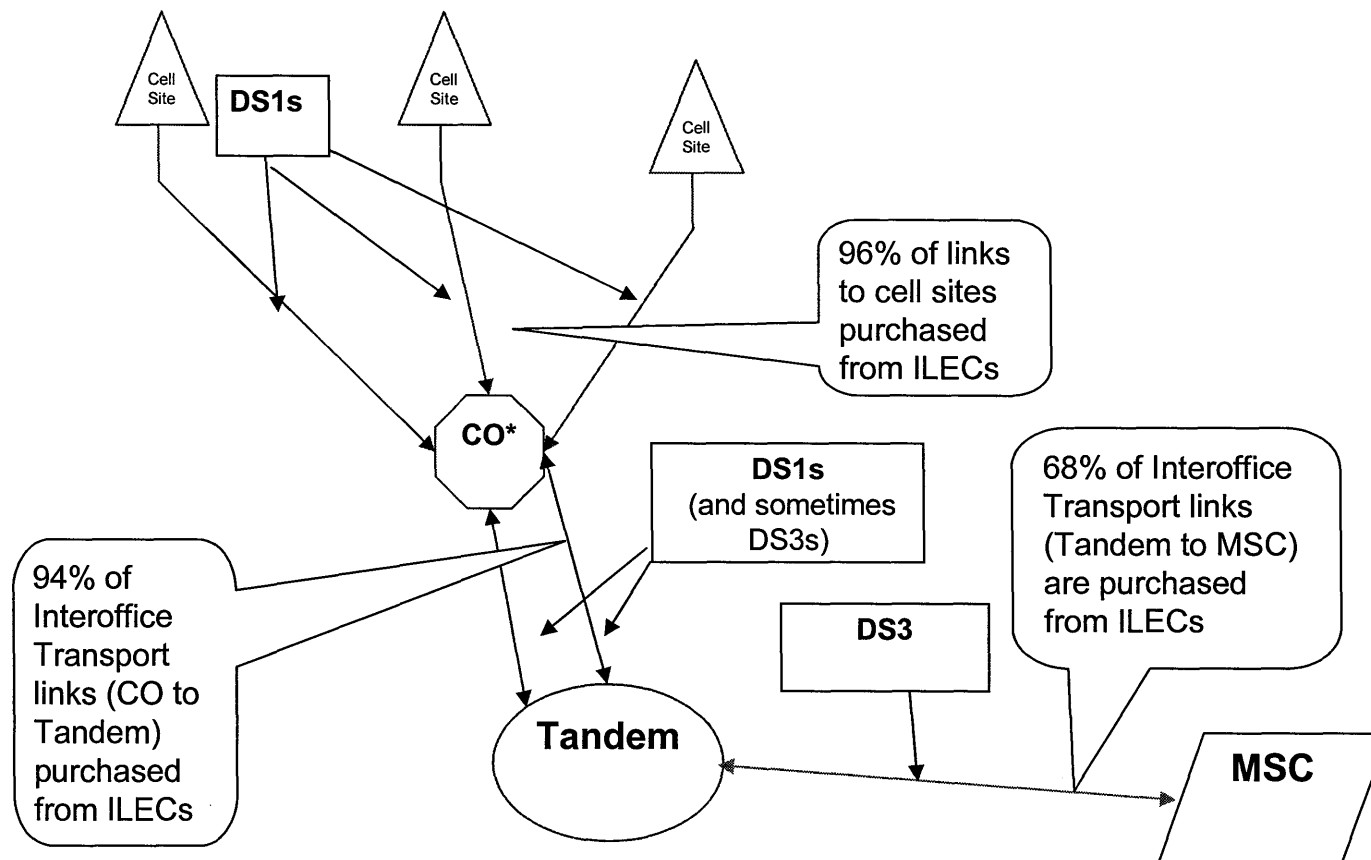 Cell
Site
DS1s
Cell
Site
Cell
Site
96% of links
to cell sites
purchased
from ILECs
CO*
DS1s
(and sometimes
DS3s)
68% of Interoffice
Transport links
(Tandem to MSC)
are purchased
from ILECs
94% of
Interoffice
Transport
links (CO to
Tandem)
purchased
from ILECs
DS3
Tandem
MSC